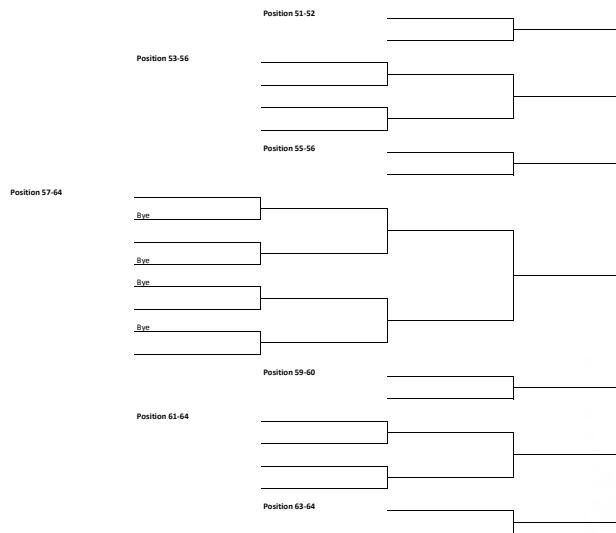 Position 51-52
Position 53-56
Position 55-56
Position 57-64
Bye
Bye
Bye
Bye
Position 59-60
Position 61-64
Position 63-64